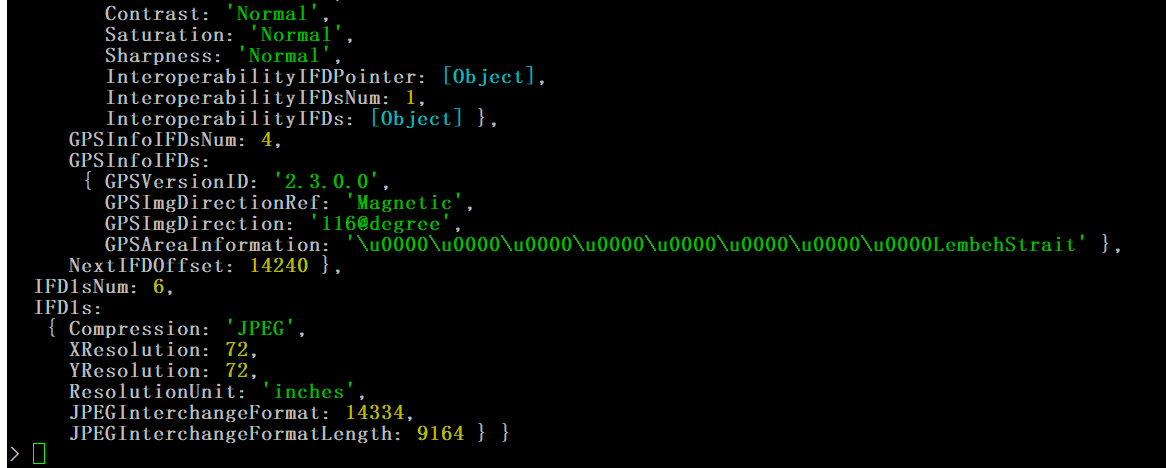 Contrast: 'Normal',
Saturation: 'Normal',
Sharpness: 'Normal',
InteroperabilityIFDPointer: [Object],
InteroperabilityIFDsNum: 1,
InteroperabilityIFDs: [Object] },
GPSInfoIFDsNum: 4,
GPSInfoIFDs:
{ GPSVersionID: '2.3.0.0',
GPSImgDirectionRef: 'Magnetic',
GPSImgDirection: '116@degree',
GPSAreaInformation: '\u0000\u0000\u0000\u0000\u0000\u0000\u0000\u0000LembehStrait' },
NextIFDOffset: 14240 },
IFD1sNum: 6,
IFD1s:
{ Compression: 'JPEG',
XResolution: 72,
YResolution: 72,
ResolutionUnit: 'inches',
JPEGInterchangeFormat: 14334,
JPEGInterchangeFormatLength: 9164 } }
>